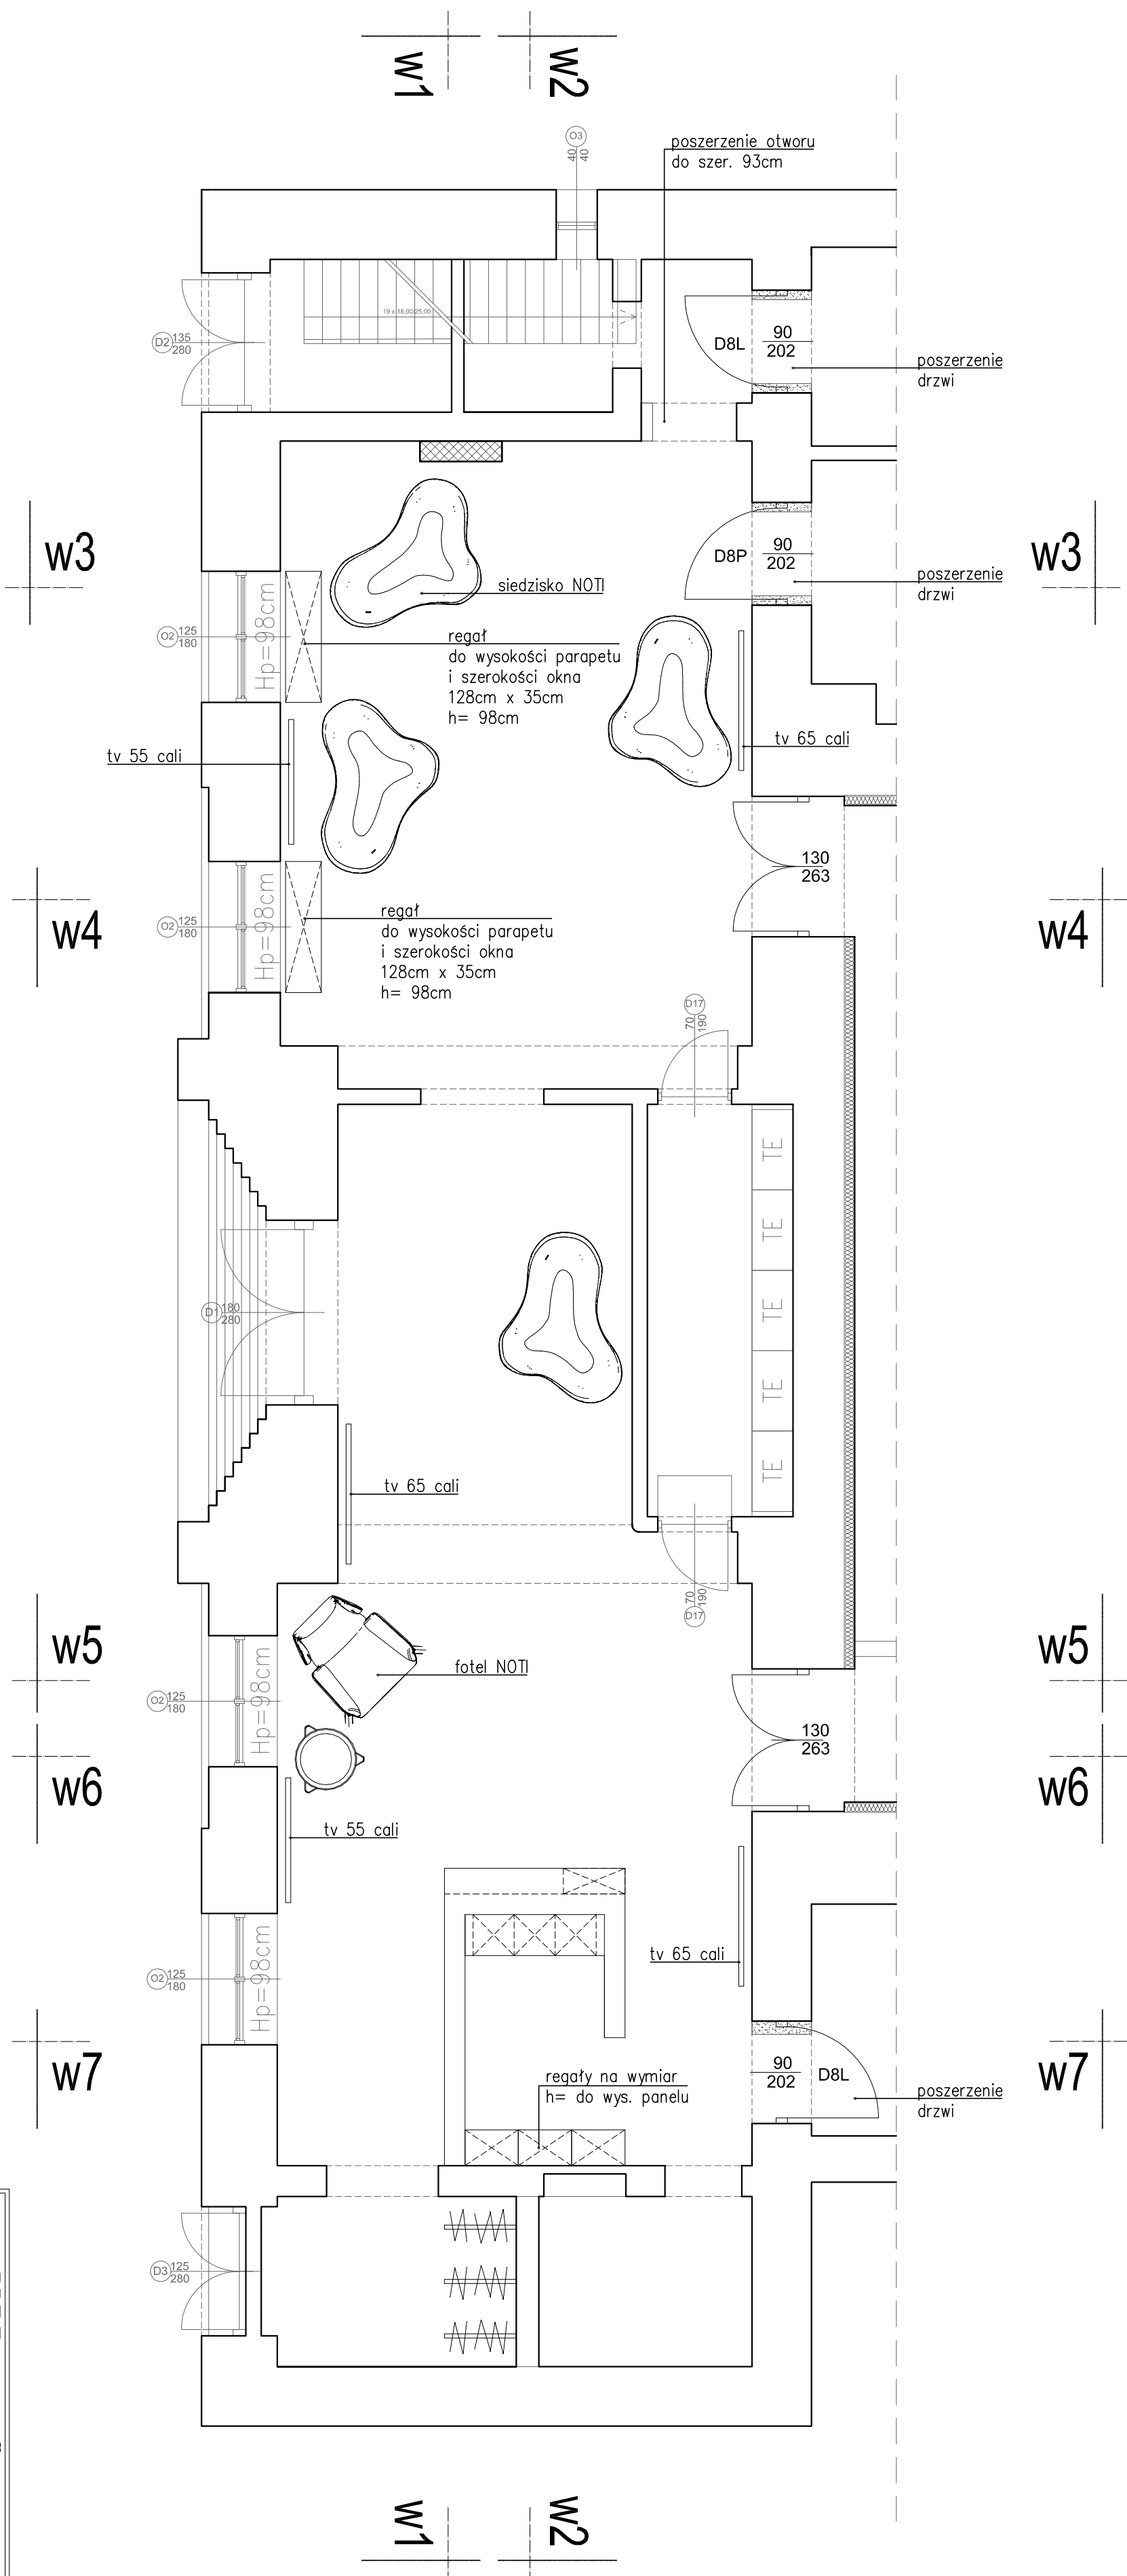 w1
w2
O3
40
40
poszerzenie otworu
do szer. 93cm
19 x 18,00/25,00
D2
135
280
D8L
90
202
poszerzenie
drzwi
w3
w3
D8P
90
202
poszerzenie
drzwi
siedzisko NOTI
O2
125
180
Hp=98cm
regał
do wysokości parapetu
i szerokości okna
128cm x 35cm
h= 98cm
tv 55 cali
tv 65 cali
130
263
w4
w4
O2
125
180
Hp=98cm
regał
do wysokości parapetu
i szerokości okna
128cm x 35cm
h= 98cm
D17
70
190
TE
TE
TE
TE
TE
D1
180
280
tv 65 cali
D17
70
190
w5
w5
fotel NOTI
O2
125
180
Hp=98cm
130
263
w6
w6
tv 55 cali
tv 65 cali
O2
125
180
Hp=98cm
w7
w7
regały na wymiar
h= do wys. panelu
90
202
D8L
poszerzenie
drzwi
D3
125
280
w1
w2